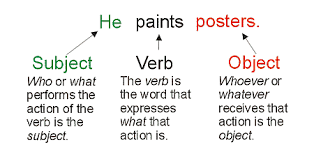 He paints posters.
Subject Verb Object
Who or what
performs the
action of the
verb is the
subject.
The verb is
the word that
expresses
what that
action is.
Whoever or
whatever
receives that
action is the
object.